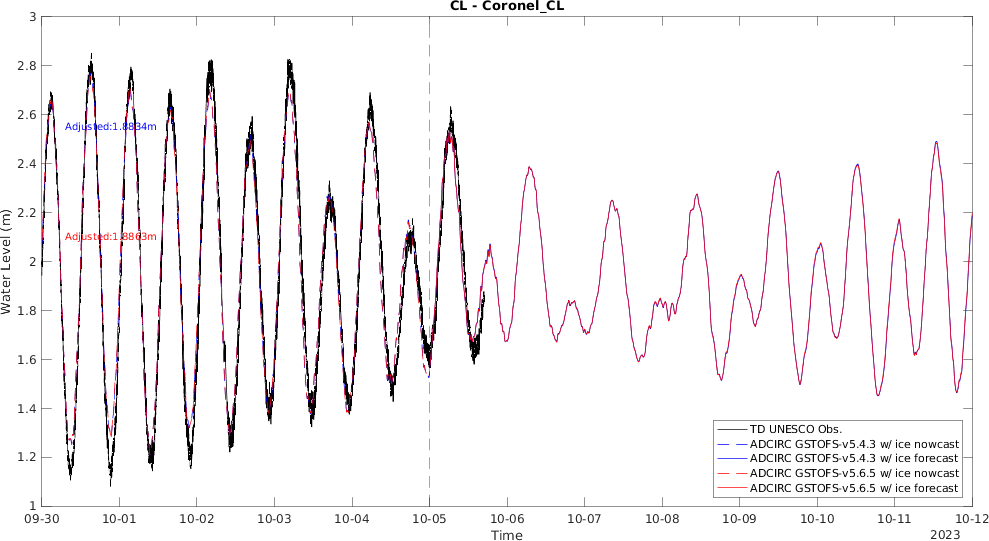 CL - Coronel_CL
3
2.8
2.6
2.4
2.2
2
1.8
1.6
1.4
1.2
1
Water Level (m)
Adjusted:1.8834m
Adjusted:1.8863m
TD UNESCO Obs.
ADCIRC GSTOFS-v5.4.3 w/ ice nowcast
ADCIRC GSTOFS-v5.4.3 w/ ice forecast
ADCIRC GSTOFS-v5.6.5 w/ ice nowcast
ADCIRC GSTOFS-v5.6.5 w/ ice forecast
09-30 10-01 10-02 10-03 10-04 10-05 10-06 10-07 10-08 10-09 10-10 10-11 10-12
Time
2023